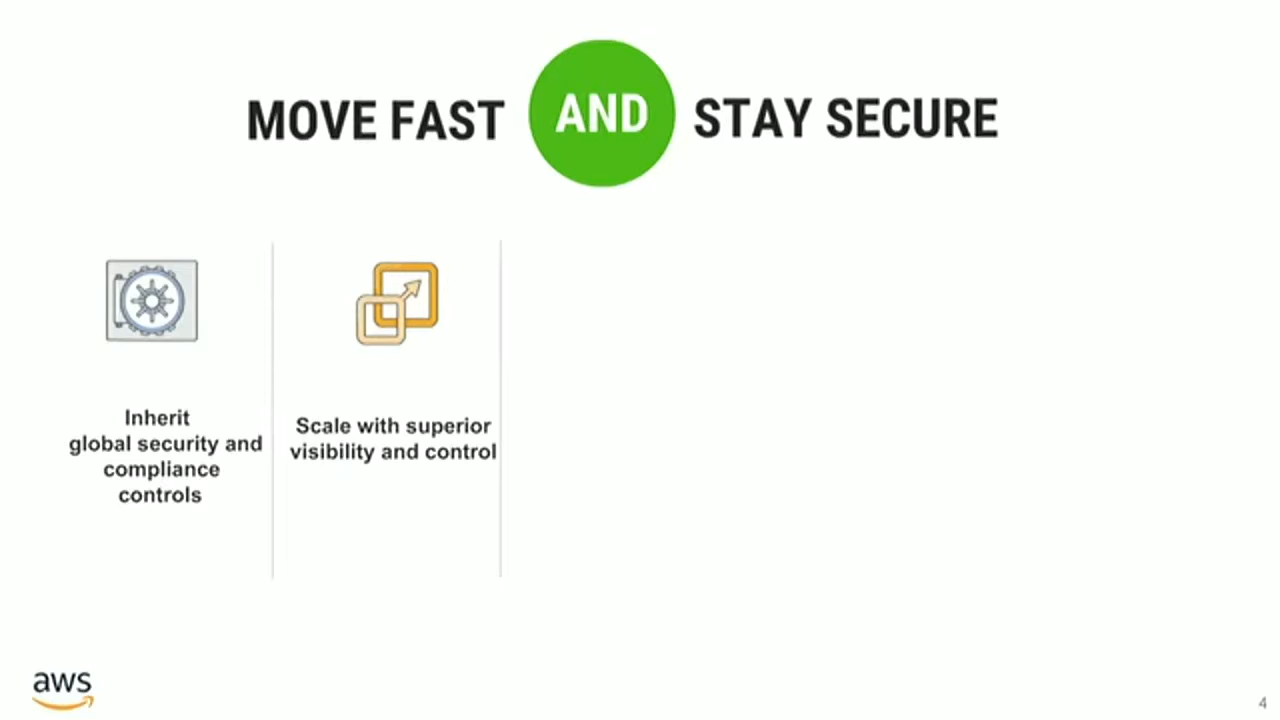 MOVE FAST AND STAY SECURE
Inherit
global security and
compliance
controls
Scale with superior
visibility and control
aws
4